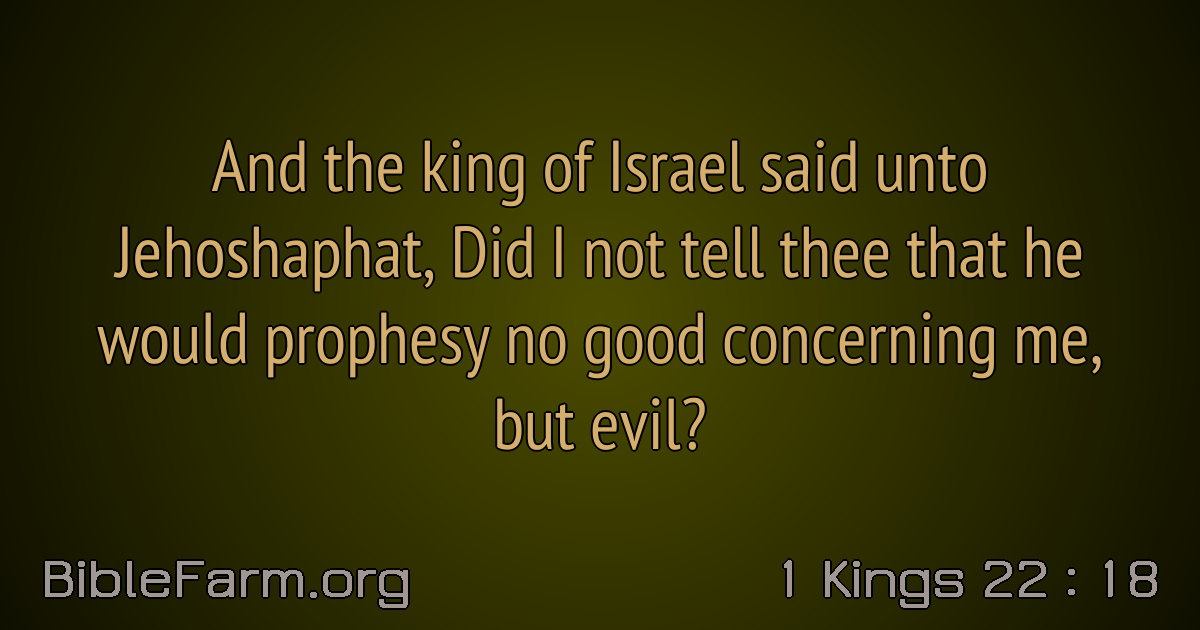 And the king of Israel said unto
Jehoshaphat, Did I not tell thee that he
would prophesy no good concerning me,
but evil?
BibleFarm.org
1 Kings 22 : 18